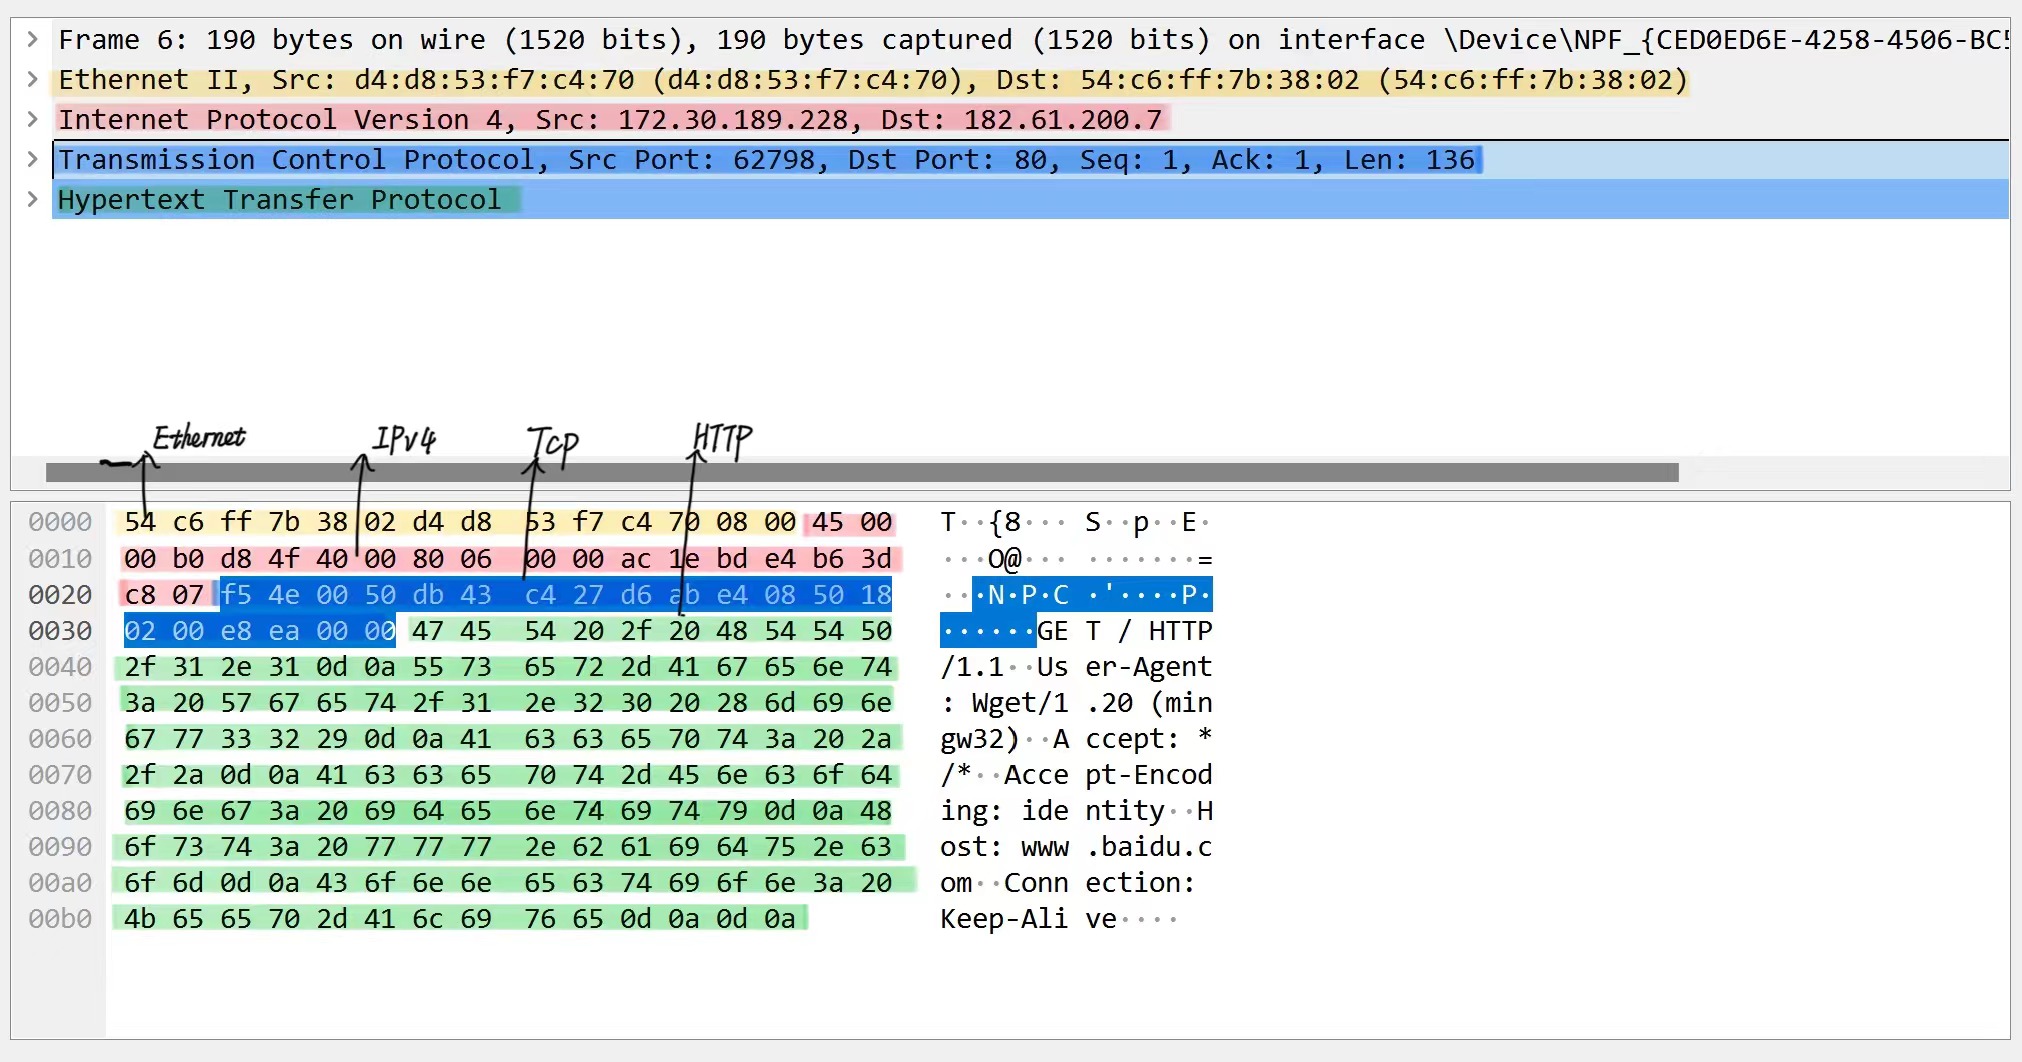 Frame 6: 190 bytes on wire (1520 bits), 190 bytes captured (1520 bits) on interface \Device\NPF_{CED0ED6E-4258-4506-BC5
Ethernet II, Src: d4:d8:53:f7:c4:70 (d4:d8:53:f7:c4:70), Dst: 54:c6:ff:7b:38:02 (54:c6:ff:7b:38:02)
Internet Protocol Version 4, Src: 172.30.189.228, Dst: 182.61.200.7
Transmission Control Protocol, Src Port: 62798, Dst Port: 80, Seq: 1, Ack: 1, Len: 136
Hypertext Transfer Protocol
Ethernet IPv4 Tcp HTTP
0000 54 c6 ff 7b 38 02 d4 d8 53 f7 c4 70 08 00 45 00 T··{8··· S··p··E·
0010 00 b0 d8 4f 40 00 80 06 00 00 ac 1e bd e4 b6 3d ···O@··· ·······=
0020 c8 07 f5 4e 00 50 db 43 c4 27 d6 ab e4 08 50 18 ···N·P·C ·'····P·
0030 02 00 e8 ea 00 00 47 45 54 20 2f 20 48 54 54 50 ······GE T / HTTP
0040 2f 31 2e 31 0d 0a 55 73 65 72 2d 41 67 65 6e 74 /1.1··Us er-Agent
0050 3a 20 57 67 65 74 2f 31 2e 32 30 20 28 6d 69 6e : Wget/1 .20 (min
0060 67 77 33 32 29 0d 0a 41 63 63 65 70 74 3a 20 2a gw32)··A ccept: *
0070 2f 2a 0d 0a 41 63 63 65 70 74 2d 45 6e 63 6f 64 /*··Acce pt-Encod
0080 69 6e 67 3a 20 69 64 65 6e 74 69 74 79 0d 0a 48 ing: ide ntity··H
0090 6f 73 74 3a 20 77 77 77 2e 62 61 69 64 75 2e 63 ost: www .baidu.c
00a0 6f 6d 0d 0a 43 6f 6e 6e 65 63 74 69 6f 6e 3a 20 om··Conn ection:
00b0 4b 65 65 70 2d 41 6c 69 76 65 0d 0a 0d 0a Keep-Ali ve····